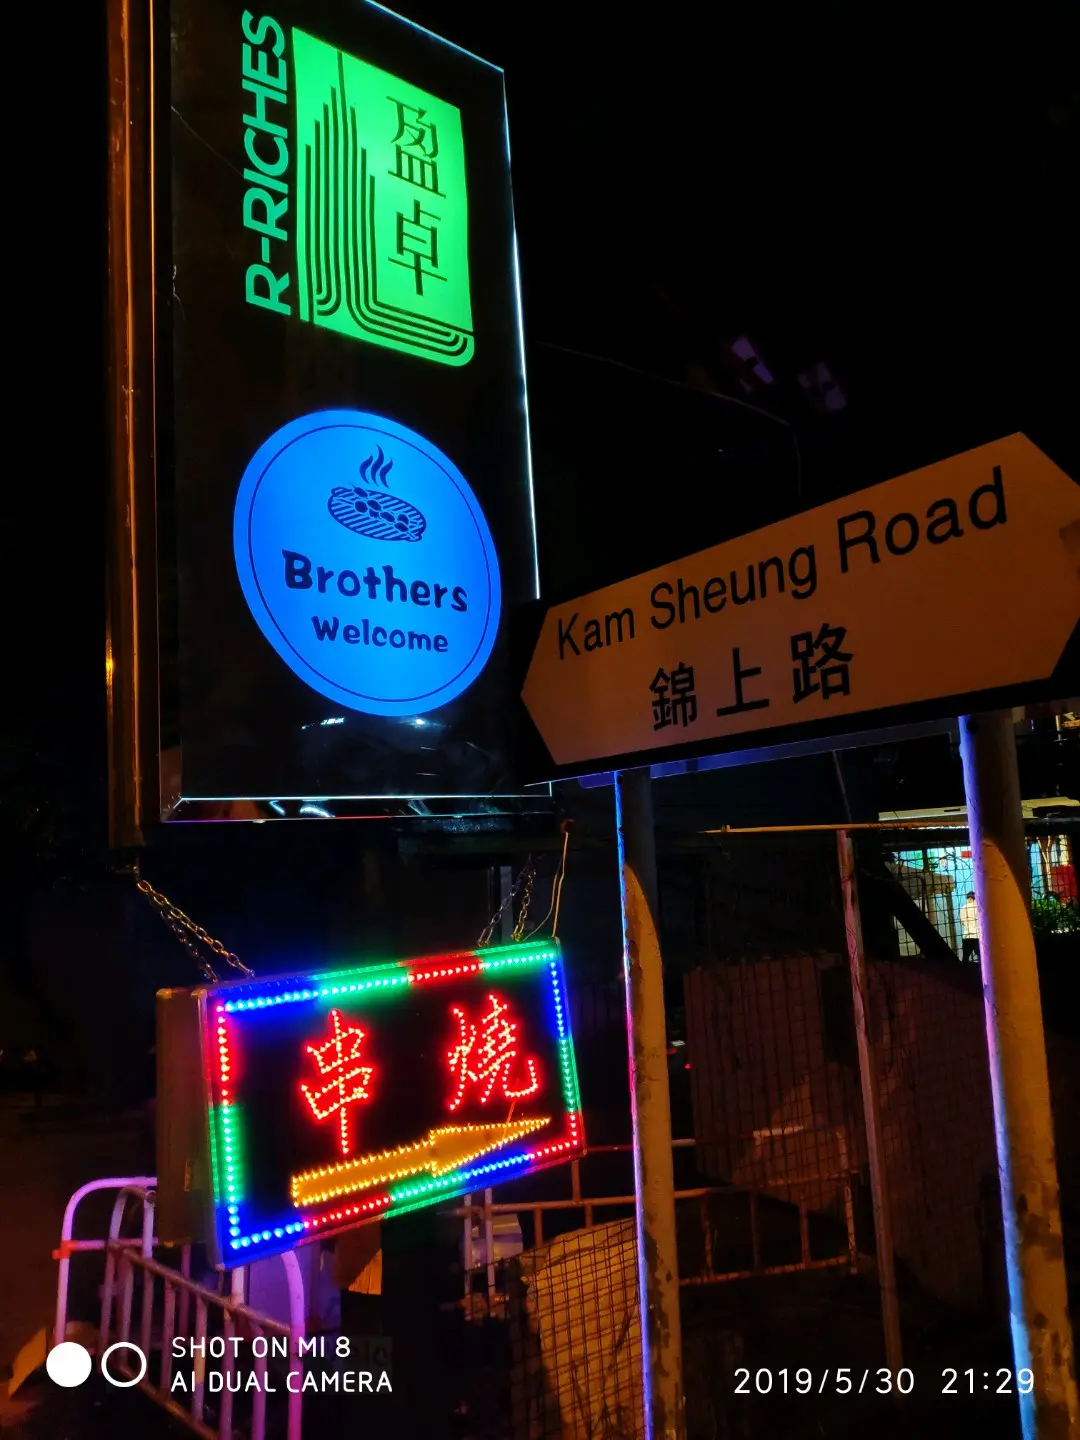 R-RICHES
盈卓
Brothers
Welcome
Kam Sheung Road
錦上路
串燒
SHOT ON MI 8
AI DUAL CAMERA
2019/5/30 21:29